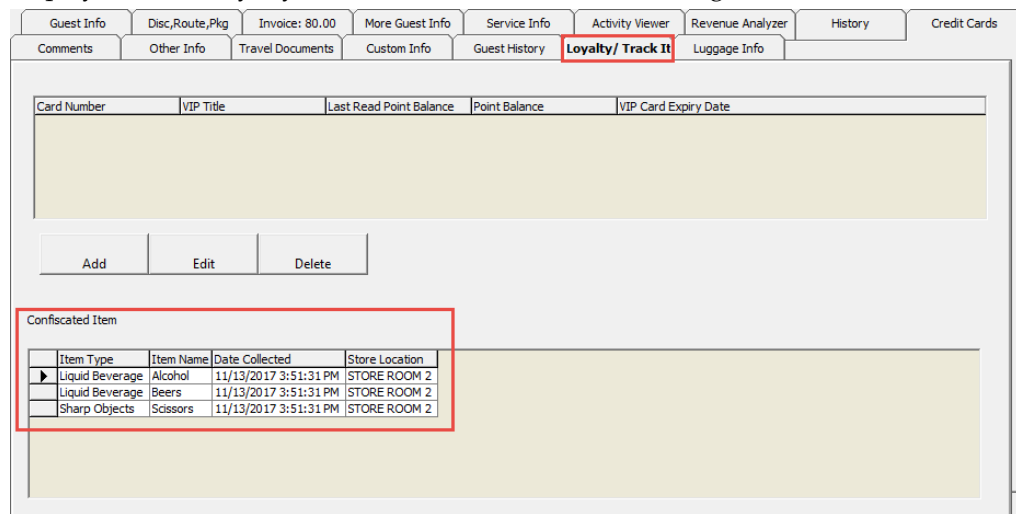 Guest Info Disc,Route,Pkg Invoice: 80.00 More Guest Info Service Info Activity Viewer Revenue Analyzer History Credit Cards
Comments Other Info Travel Documents Custom Info Guest History Loyalty/ Track It Luggage Info
Card Number VIP Title Last Read Point Balance Point Balance VIP Card Expiry Date
Add Edit Delete
Confiscated Item
Item Type Item Name Date Collected Store Location
Liquid Beverage Alcohol 11/13/2017 3:51:31 PM STORE ROOM 2
Liquid Beverage Beers 11/13/2017 3:51:31 PM STORE ROOM 2
Sharp Objects Scissors 11/13/2017 3:51:31 PM STORE ROOM 2